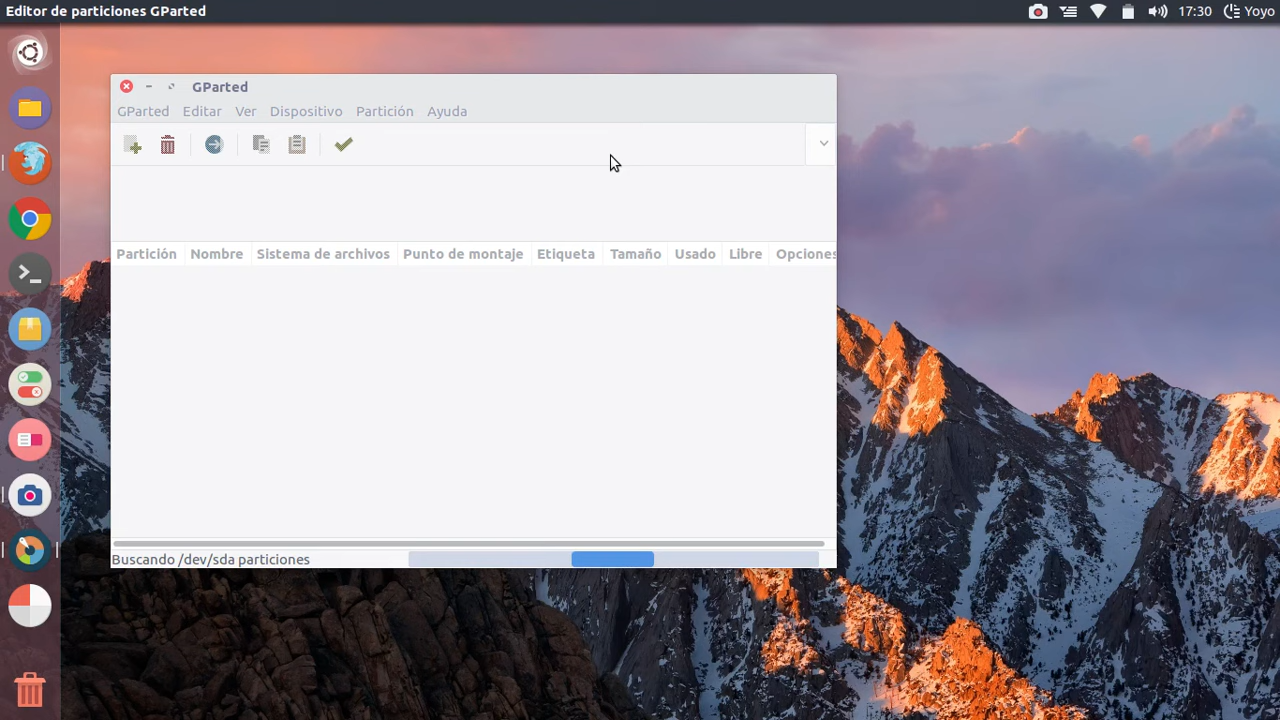 Editor de particiones GParted 17:30 Yoyo
GParted
GParted Editar Ver Dispositivo Partición Ayuda
Partición Nombre Sistema de archivos Punto de montaje Etiqueta Tamaño Usado Libre Opciones
Buscando /dev/sda particiones